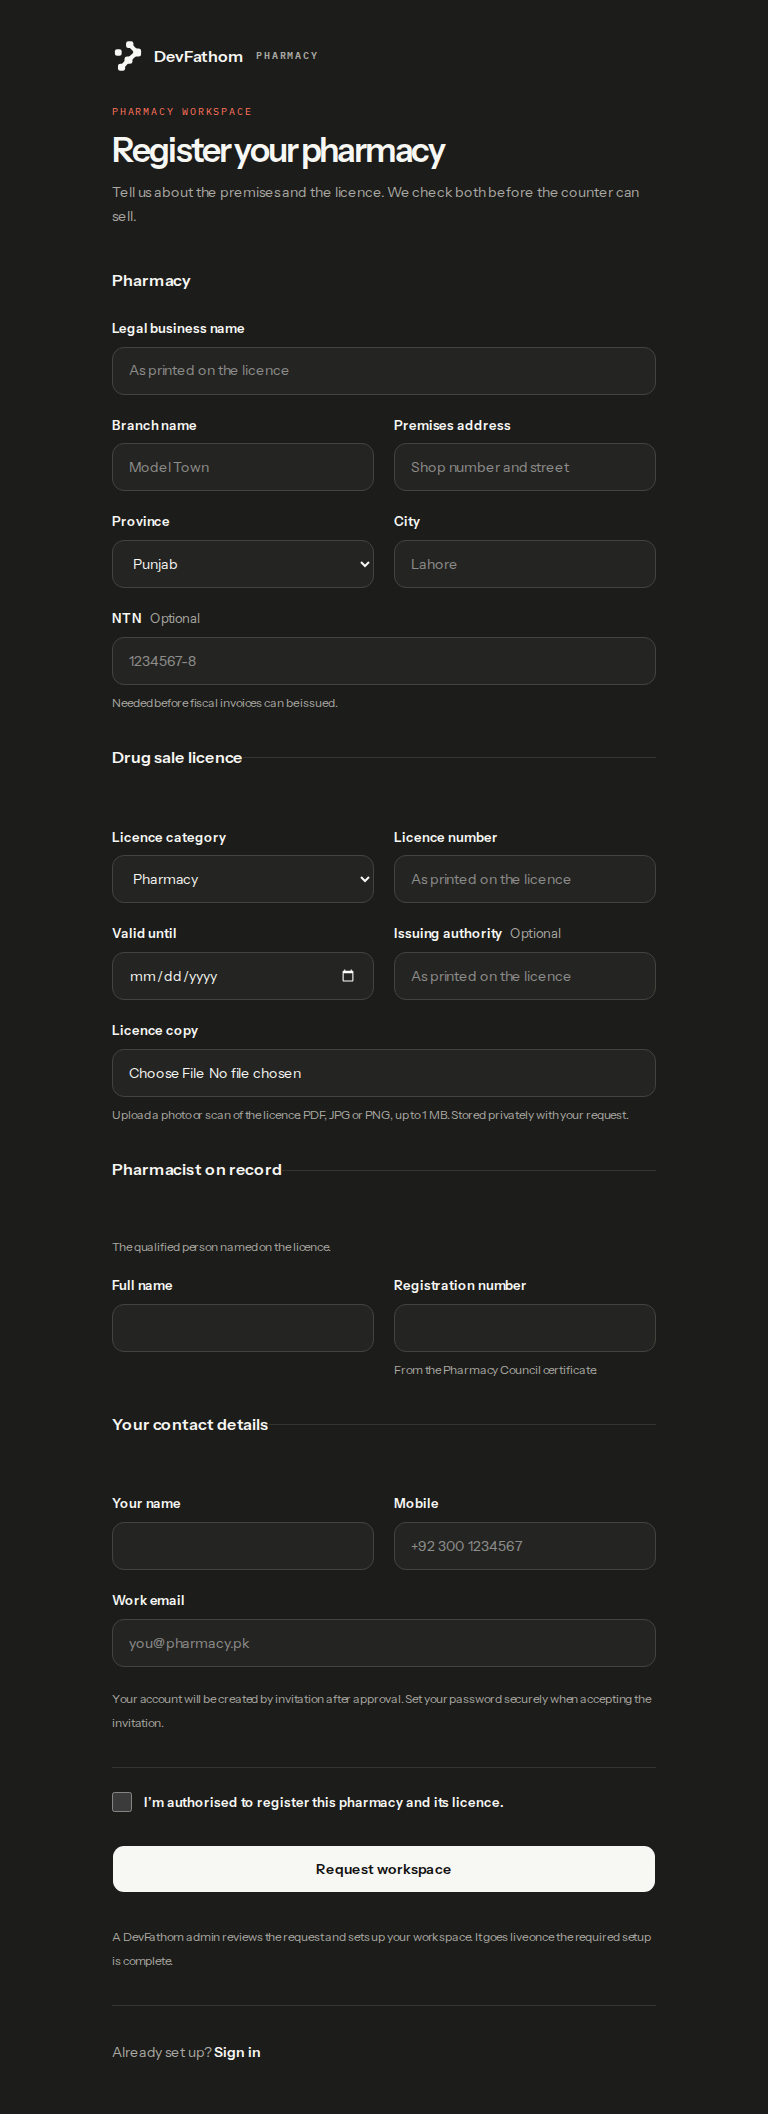 DevFathom PHARMACY
PHARMACY WORKSPACE
Register your pharmacy
Tell us about the premises and the licence. We check both before the counter can
sell.
Pharmacy
Legal business name
As printed on the licence
Branch name Premises address
Model Town Shop number and street
Province City
Punjab Lahore
NTN Optional
1234567-8
Needed before fiscal invoices can be issued.
Drug sale licence
Licence category Licence number
Pharmacy As printed on the licence
Valid until Issuing authority Optional
mm/dd/yyyy As printed on the licence
Licence copy
Choose File No file chosen
Upload a photo or scan of the licence. PDF, JPG or PNG, up to 1 MB. Stored privately with your request.
Pharmacist on record
The qualified person named on the licence.
Full name Registration number
From the Pharmacy Council certificate.
Your contact details
Your name Mobile
+92 300 1234567
Work email
you@pharmacy.pk
Your account will be created by invitation after approval. Set your password securely when accepting the
invitation.
I'm authorised to register this pharmacy and its licence.
Request workspace
A DevFathom admin reviews the request and sets up your workspace. It goes live once the required setup
is complete.
Already set up? Sign in